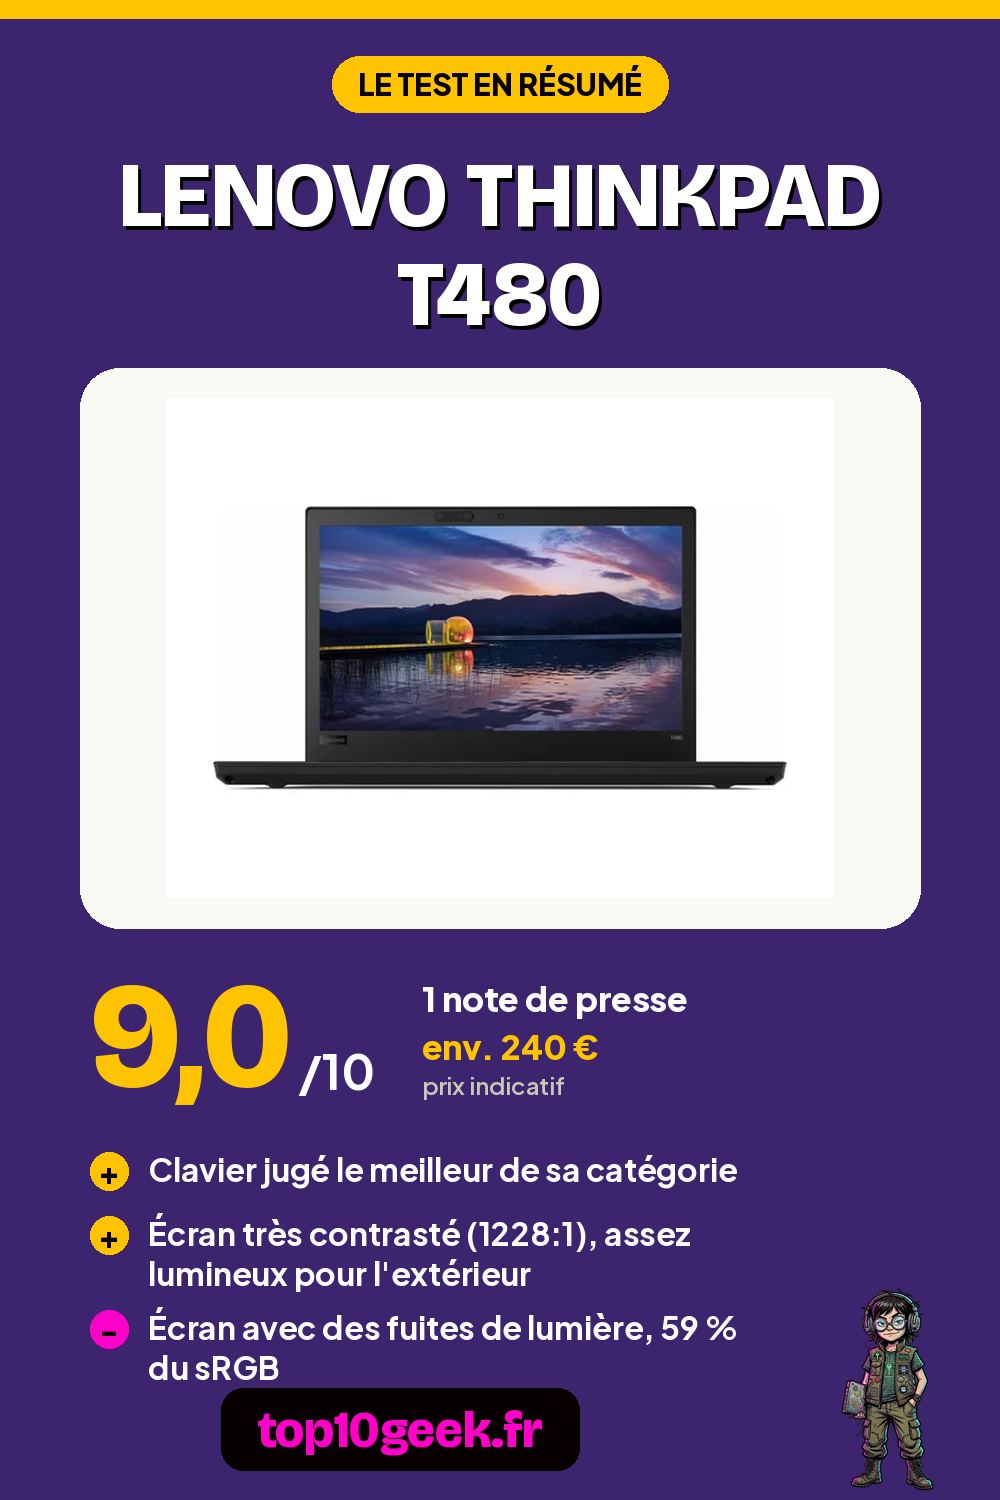 LE TEST EN RÉSUMÉ
LENOVO THINKPAD
T480
Lenovo
T480
9,0 /10
1 note de presse
env. 240 €
prix indicatif
+ Clavier jugé le meilleur de sa catégorie
+ Écran très contrasté (1228:1), assez
lumineux pour l'extérieur
- Écran avec des fuites de lumière, 59 %
du sRGB
top10geek.fr